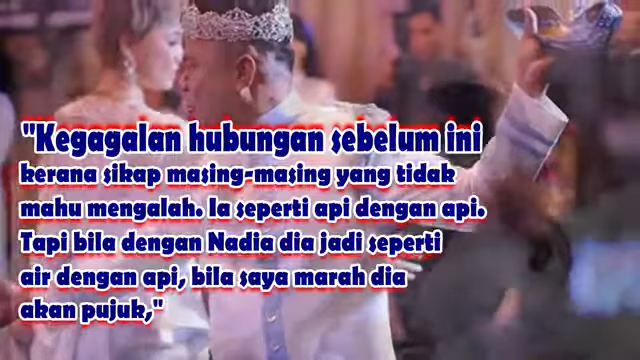 "Kegagalan hubungan sebelum ini
kerana sikap masing-masing yang tidak
mahu mengalah. Ia seperti api dengan api.
Tapi bila dengan Nadia dia jadi seperti
air dengan api, bila saya marah dia
akan pujuk,"